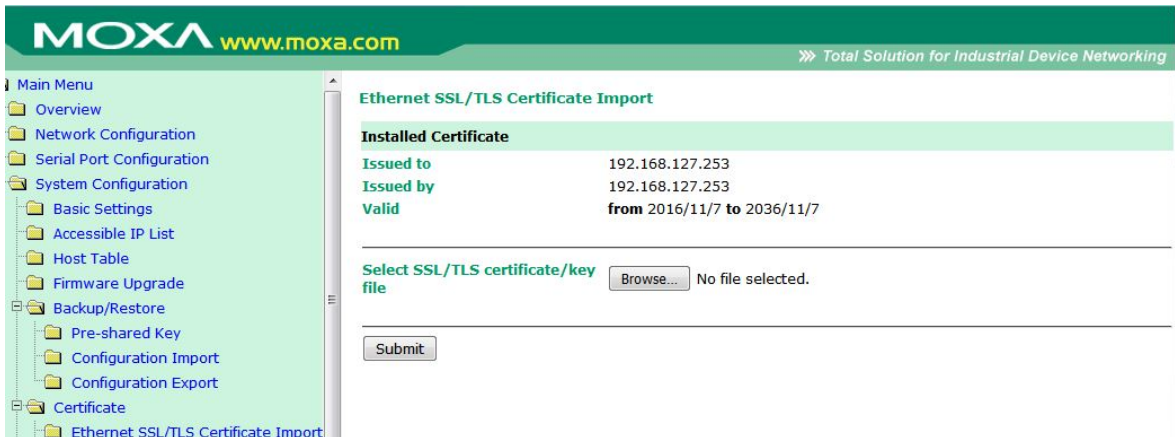 MOXA www.moxa.com
Total Solution for Industrial Device Networking
Main Menu
Overview
Network Configuration
Serial Port Configuration
System Configuration
Basic Settings
Accessible IP List
Host Table
Firmware Upgrade
Backup/Restore
Pre-shared Key
Configuration Import
Configuration Export
Certificate
Ethernet SSL/TLS Certificate Import
Ethernet SSL/TLS Certificate Import
Installed Certificate
Issued to 192.168.127.253
Issued by 192.168.127.253
Valid from 2016/11/7 to 2036/11/7
Select SSL/TLS certificate/key
file
Browse... No file selected.
Submit